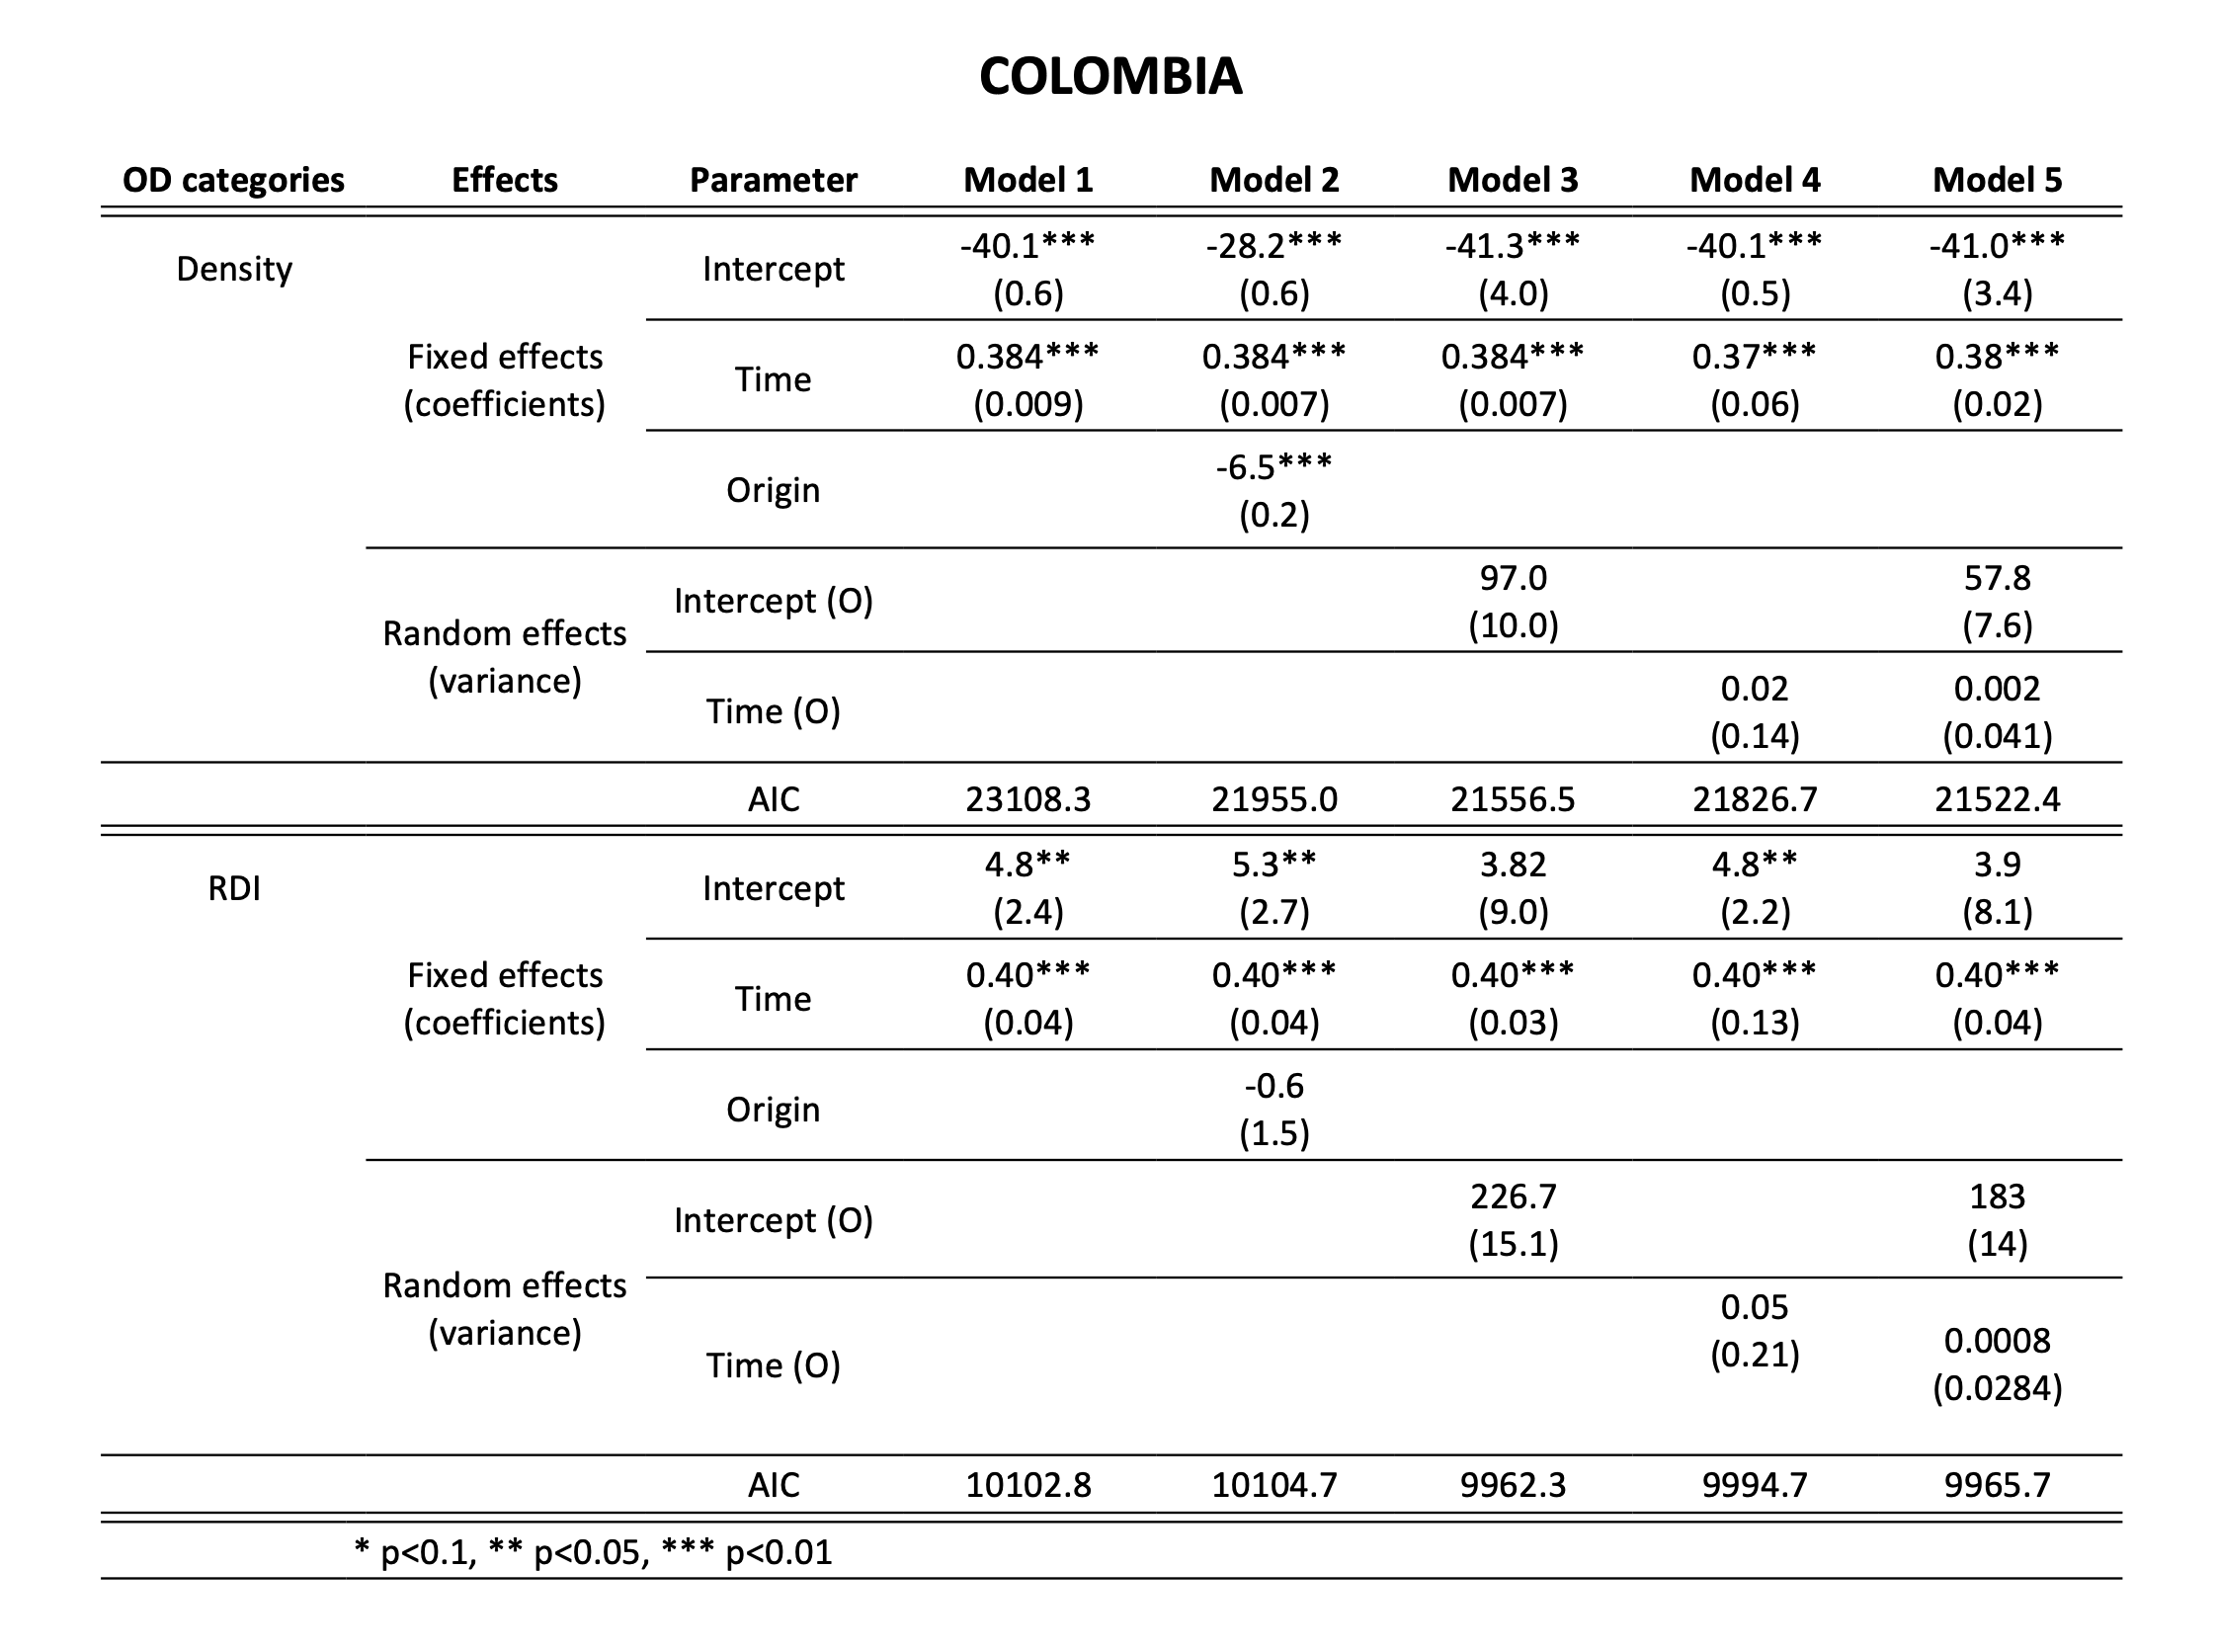 COLOMBIA
OD categories Effects Parameter Model 1 Model 2 Model 3 Model 4 Model 5
Density Fixed effects (coefficients) Intercept -40.1*** -28.2*** -41.3*** -40.1*** -41.0***
(0.6) (0.6) (4.0) (0.5) (3.4)
Time 0.384*** 0.384*** 0.384*** 0.37*** 0.38***
(0.009) (0.007) (0.007) (0.06) (0.02)
Origin -6.5***
(0.2)
Random effects (variance) Intercept (O) 97.0 57.8
(10.0) (7.6)
Time (O) 0.02 0.002
(0.14) (0.041)
AIC 23108.3 21955.0 21556.5 21826.7 21522.4
RDI Fixed effects (coefficients) Intercept 4.8** 5.3** 3.82 4.8** 3.9
(2.4) (2.7) (9.0) (2.2) (8.1)
Time 0.40*** 0.40*** 0.40*** 0.40*** 0.40***
(0.04) (0.04) (0.03) (0.13) (0.04)
Origin -0.6
(1.5)
Random effects (variance) Intercept (O) 226.7 183
(15.1) (14)
Time (O) 0.05 0.0008
(0.21) (0.0284)
AIC 10102.8 10104.7 9962.3 9994.7 9965.7
* p<0.1, ** p<0.05, *** p<0.01